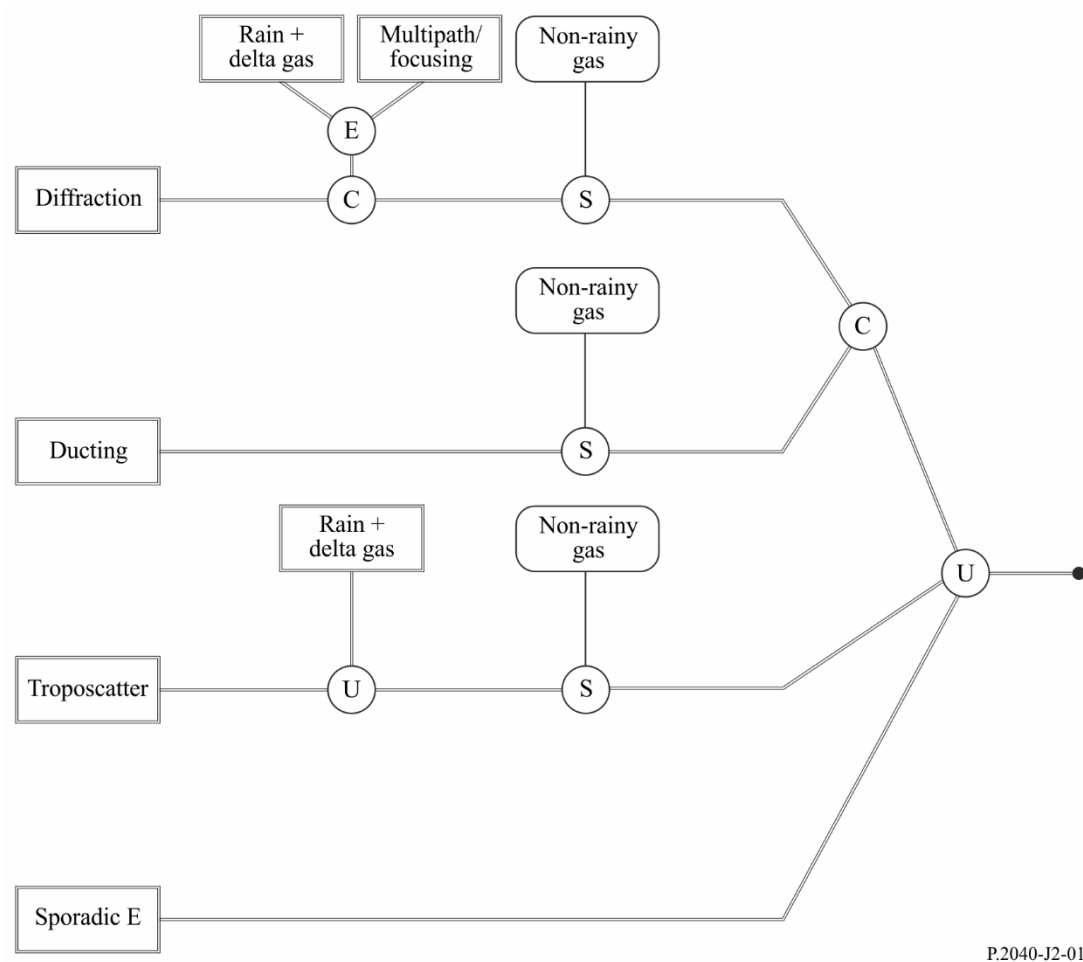 Rain +
delta gas
Multipath/
focusing
Non-rainy
gas
E
Diffraction
C
S
Non-rainy
gas
C
Ducting
S
Rain +
delta gas
Non-rainy
gas
U
Troposcatter
U
S
Sporadic E
P.2040-J2-01